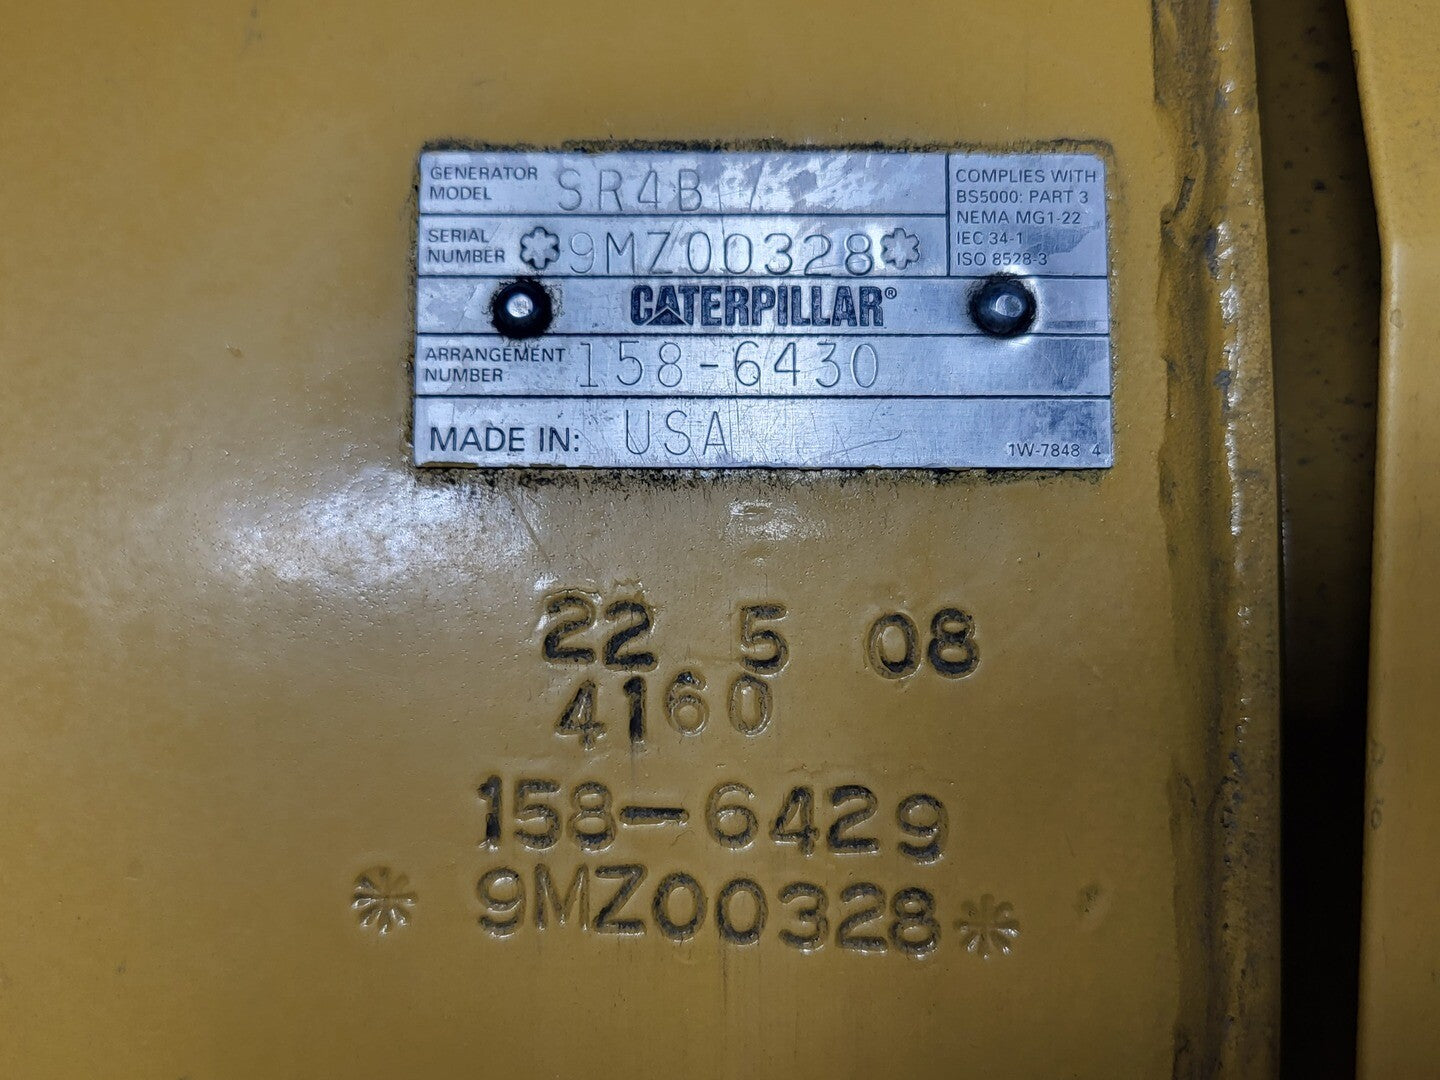 GENERATOR MODEL SR4B
COMPLIES WITH
BS5000: PART 3
NEMA MG1-22
IEC 34-1
ISO 8528-3
SERIAL NUMBER *9MZ00328*
CATERPILLAR®
ARRANGEMENT NUMBER 158-6430
MADE IN: USA
1W-7848 4
22 5 08
4160
158-6429
* 9MZ00328 *